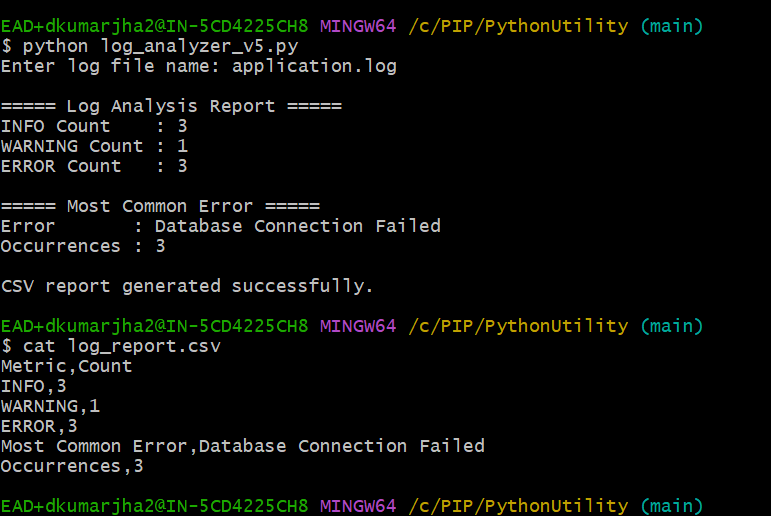 EAD+dkumarjha2@IN-5CD4225CH8 MINGW64 /c/PIP/PythonUtility (main)
$ python log_analyzer_v5.py
Enter log file name: application.log
===== Log Analysis Report =====
INFO Count    : 3
WARNING Count : 1
ERROR Count   : 3
===== Most Common Error =====
Error       : Database Connection Failed
Occurrences : 3
CSV report generated successfully.
EAD+dkumarjha2@IN-5CD4225CH8 MINGW64 /c/PIP/PythonUtility (main)
$ cat log_report.csv
Metric,Count
INFO,3
WARNING,1
ERROR,3
Most Common Error,Database Connection Failed
Occurrences,3
EAD+dkumarjha2@IN-5CD4225CH8 MINGW64 /c/PIP/PythonUtility (main)